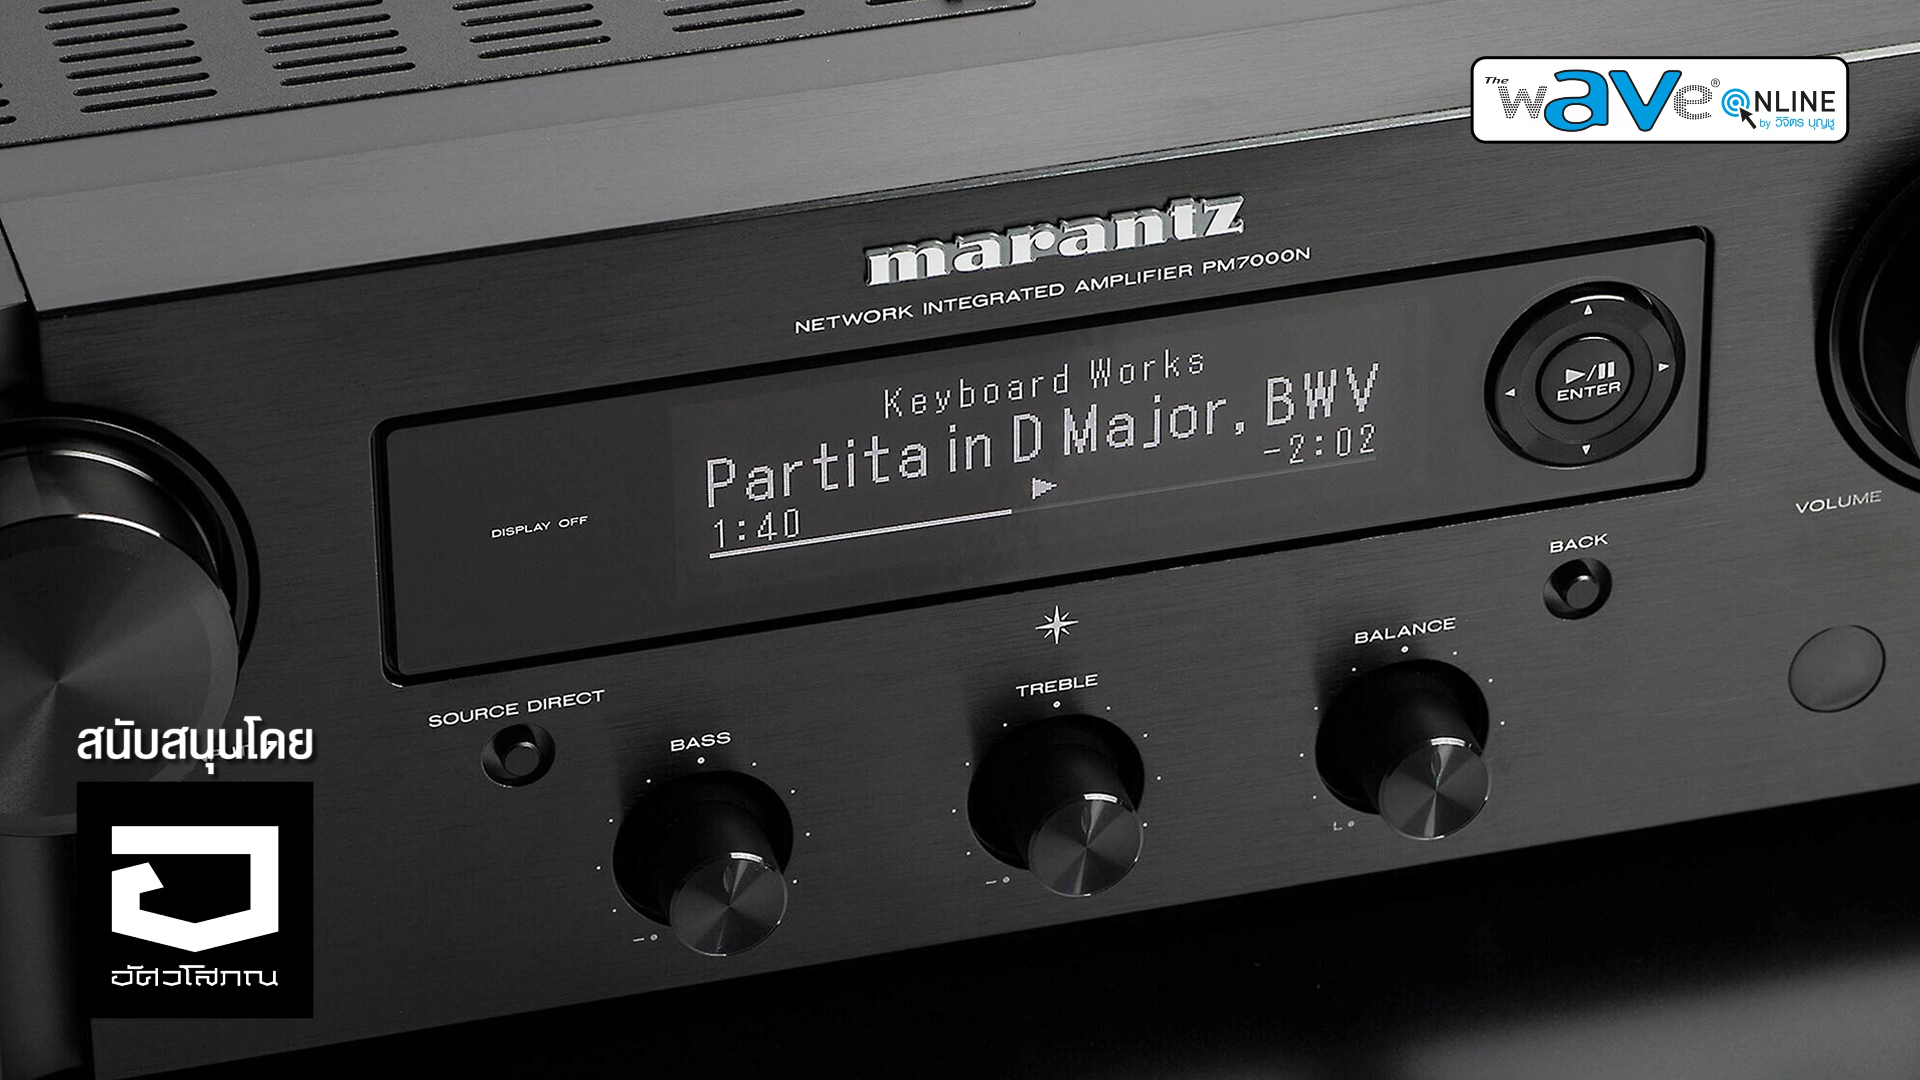 The wave® @NLINE
by วิจิตร บุญชู
marantz
NETWORK INTEGRATED AMPLIFIER PM7000N
Keyboard Works
Partita in D Major, BWV
1:40
-2:02
DISPLAY OFF
ENTER
VOLUME
BACK
BALANCE
L
TREBLE
SOURCE DIRECT
BASS
สนับสนุนโดย
อัศวโสภณ